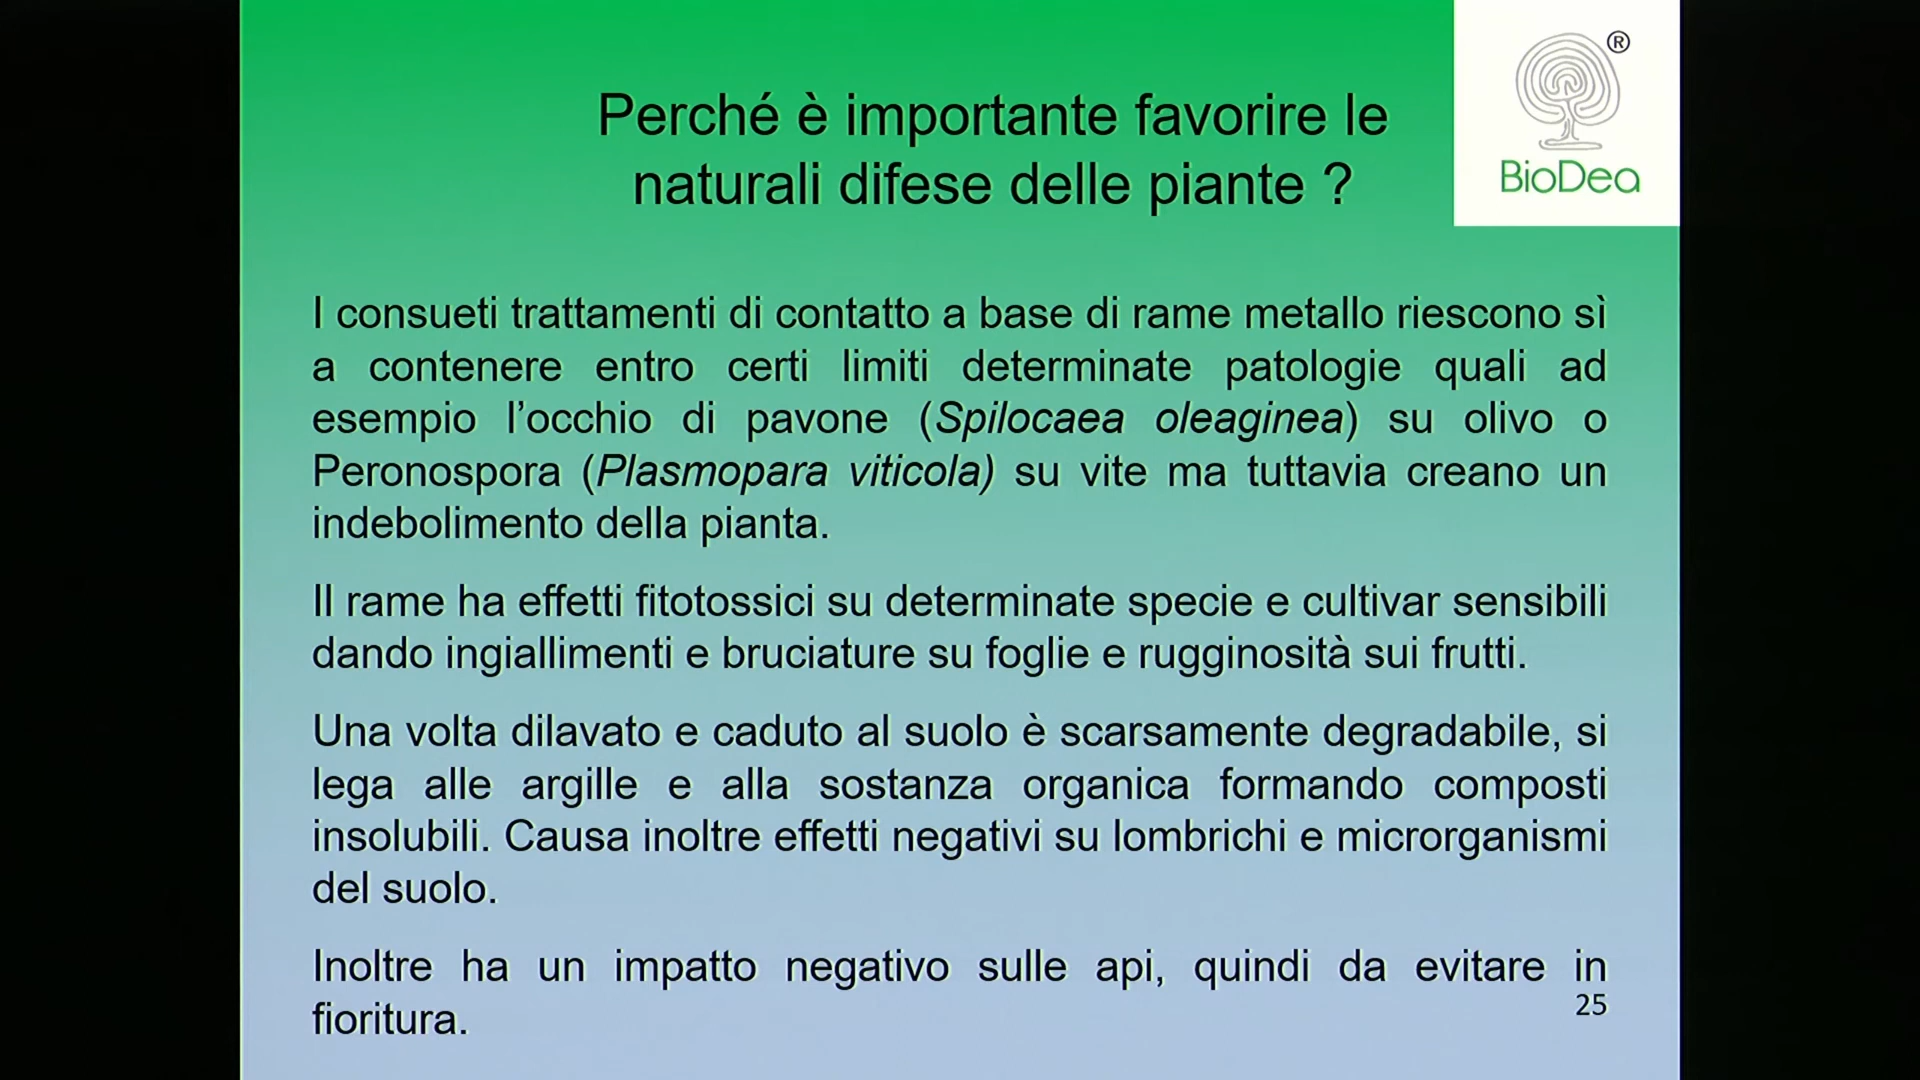 Perché è importante favorire le
naturali difese delle piante ?
®
BioDea
I consueti trattamenti di contatto a base di rame metallo riescono sì
a contenere entro certi limiti determinate patologie quali ad
esempio l’occhio di pavone (Spilocaea oleaginea) su olivo o
Peronospora (Plasmopara viticola) su vite ma tuttavia creano un
indebolimento della pianta.
Il rame ha effetti fitotossici su determinate specie e cultivar sensibili
dando ingiallimenti e bruciature su foglie e rugginosità sui frutti.
Una volta dilavato e caduto al suolo è scarsamente degradabile, si
lega alle argille e alla sostanza organica formando composti
insolubili. Causa inoltre effetti negativi su lombrichi e microrganismi
del suolo.
Inoltre ha un impatto negativo sulle api, quindi da evitare in
fioritura.
25